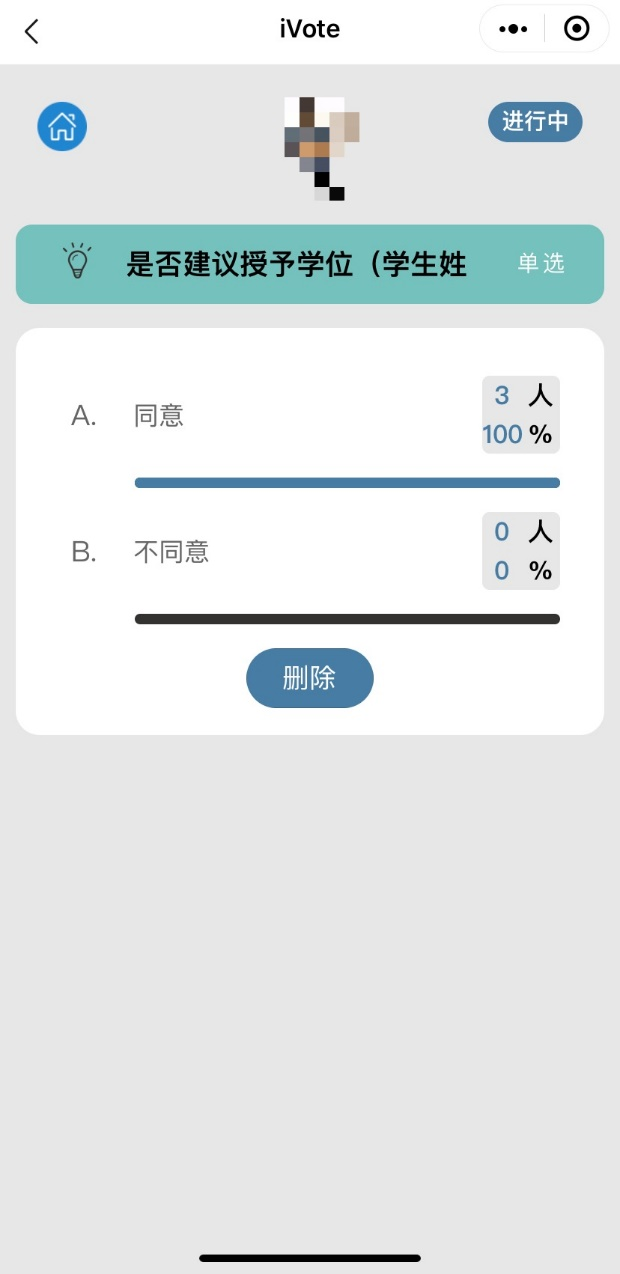 iVote
进行中
是否建议授予学位（学生姓
单选
A. 同意
3 人
100 %
B. 不同意
0 人
0 %
删除